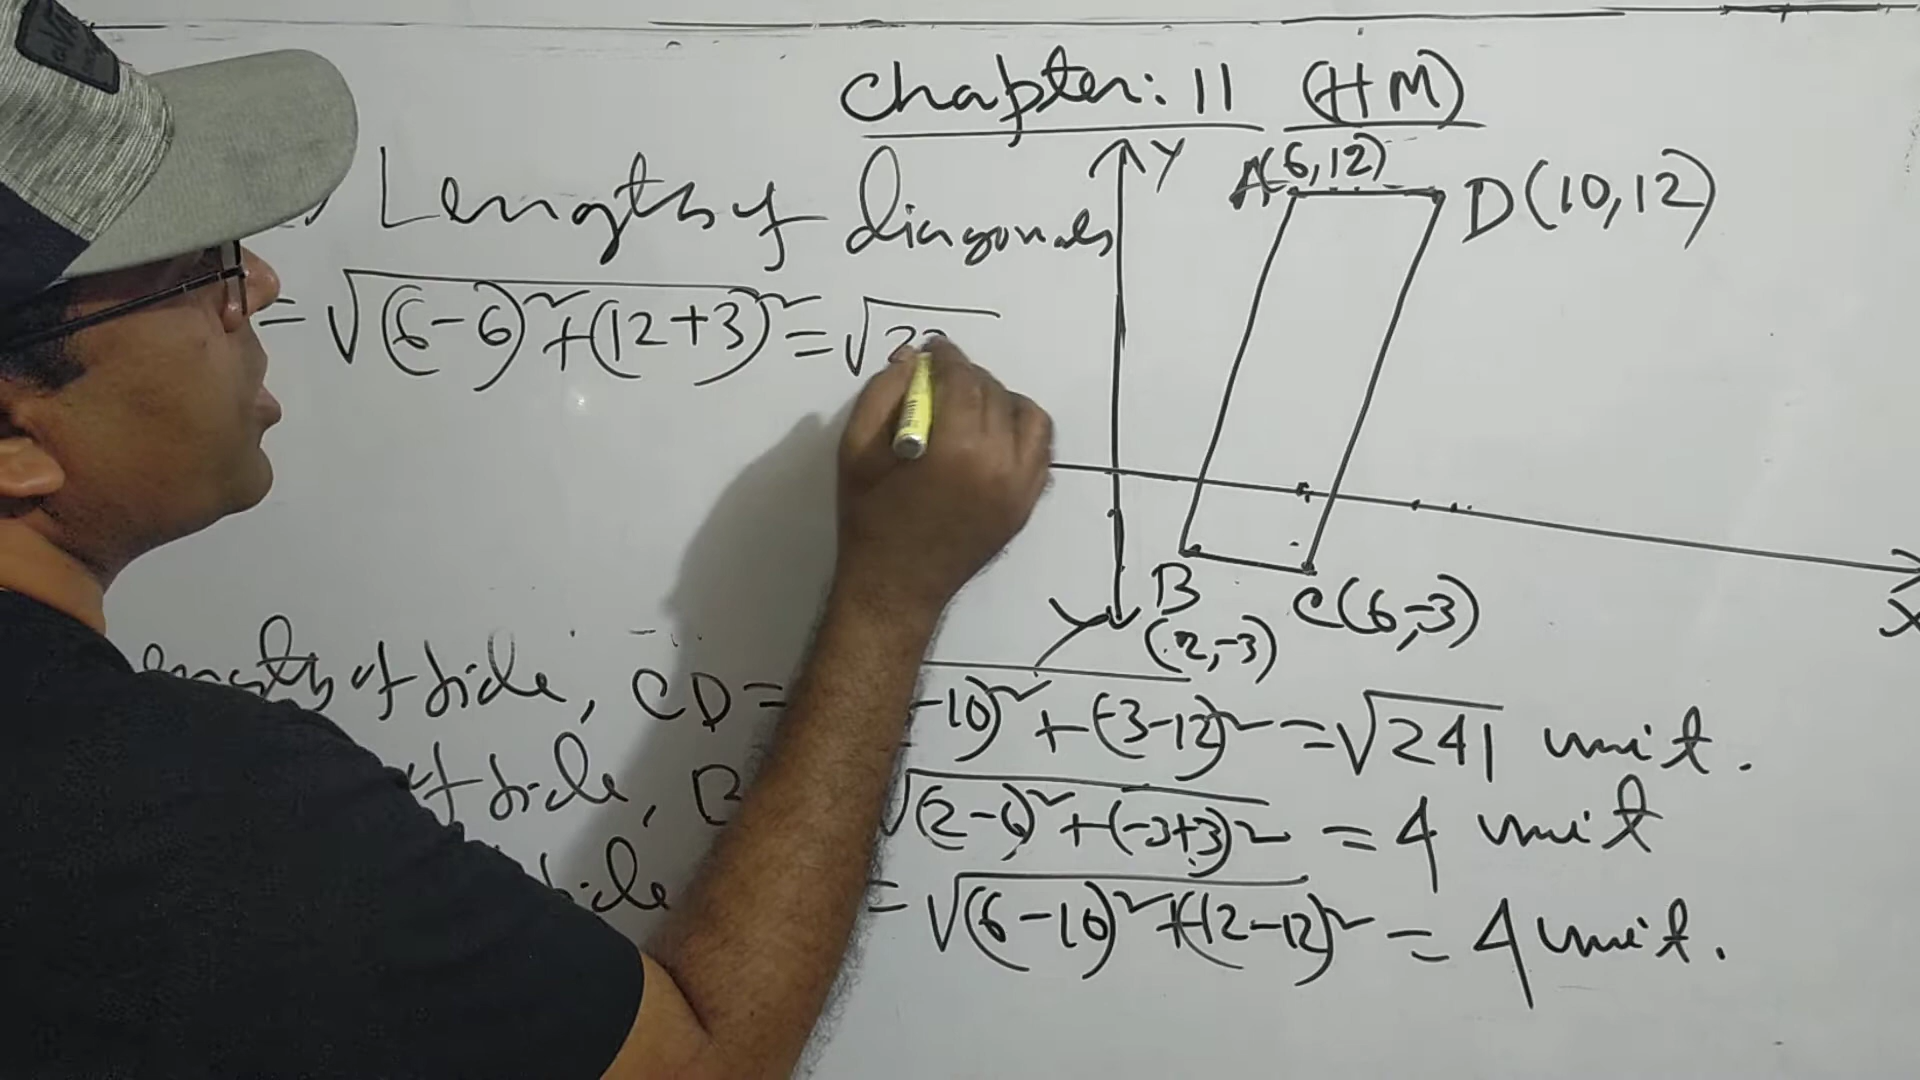 Chapter: 11 (HM)
Y
A(6,12)
D(10,12)
Lengths of diagonals
= √(6-6)²+(12+3)² = √22
B
(2,-3)
C(6,-3)
X
Y
of side, CD = -10)² + (-3-12)² = √241 unit.
of side, B √(2-6)²+(-3+3)² = 4 unit
side = √(6-10)²+(12-12)² = 4 unit.